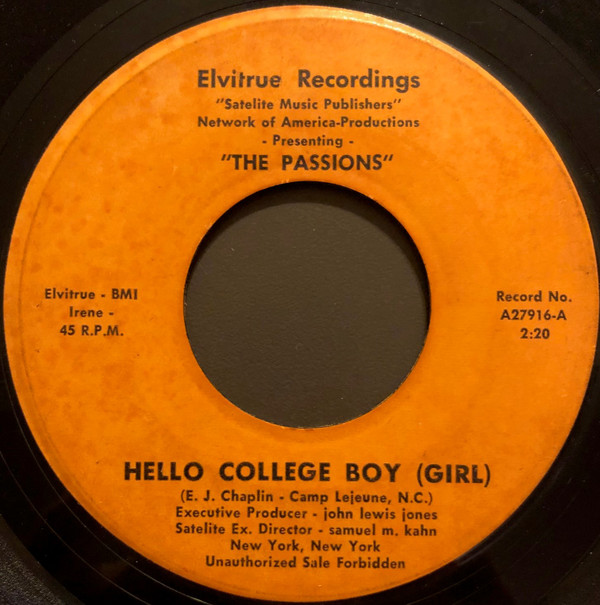 Elvitrue Recordings
"Satelite Music Publishers"
Network of America-Productions
- Presenting -
"THE PASSIONS"
Elvitrue - BMI
Irene -
45 R.P.M.
Record No.
A27916-A
2:20
HELLO COLLEGE BOY (GIRL)
(E. J. Chaplin - Camp Lejeune, N.C.)
Executive Producer - john lewis jones
Satelite Ex. Director - samuel m. kahn
New York, New York
Unauthorized Sale Forbidden